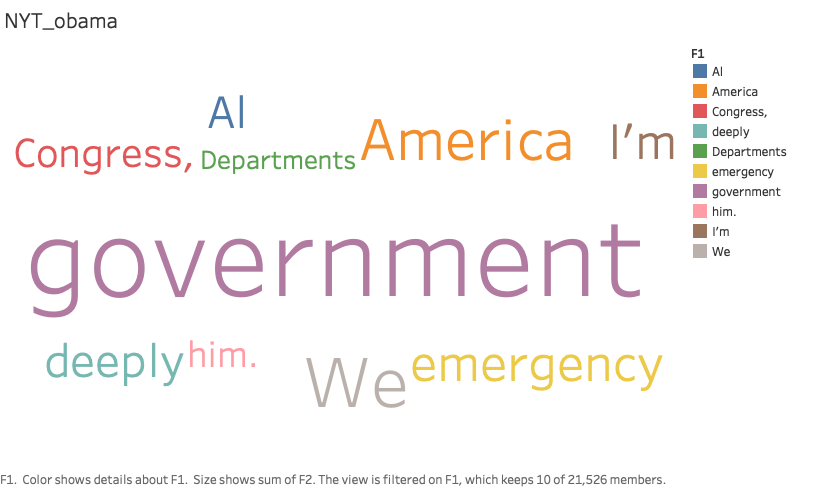 NYT_obama
Al
Congress, Departments America I’m
government
deeply him. We emergency
F1
Al
America
Congress,
deeply
Departments
emergency
government
him.
I’m
We
F1.  Color shows details about F1.  Size shows sum of F2. The view is filtered on F1, which keeps 10 of 21,526 members.